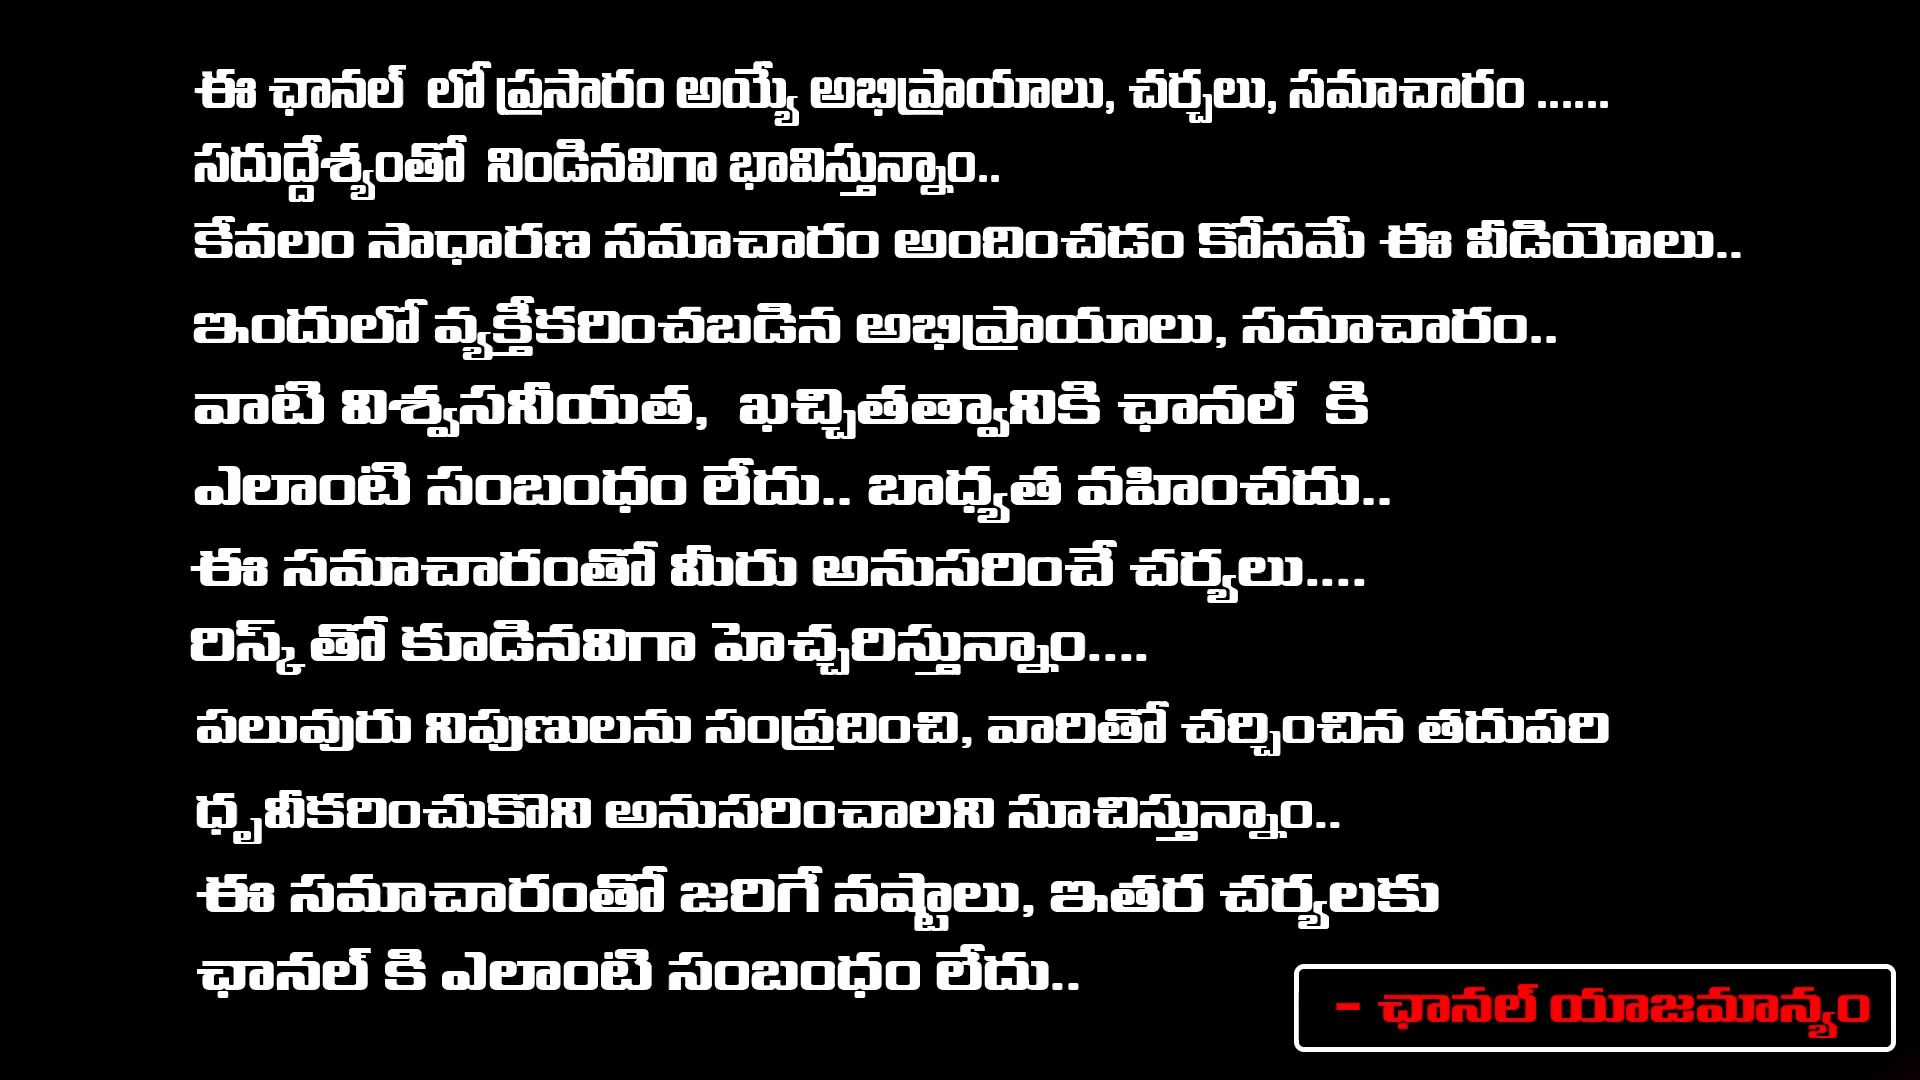 ఈ ఛానల్ లో ప్రసారం అయ్యే అభిప్రాయాలు, చర్చలు, సమాచారం ......
సదుద్దేశ్యంతో నిండినవిగా భావిస్తున్నాం..
కేవలం సాధారణ సమాచారం అందించడం కోసమే ఈ వీడియోలు..
ఇందులో వ్యక్తీకరించబడిన అభిప్రాయాలు, సమాచారం..
వాటి విశ్వసనీయత, ఖచ్చితత్వానికి ఛానల్ కి
ఎలాంటి సంబంధం లేదు.. బాధ్యత వహించదు..
ఈ సమాచారంతో మీరు అనుసరించే చర్యలు....
రిస్క్ తో కూడినవిగా హెచ్చరిస్తున్నాం....
పలువురు నిపుణులను సంప్రదించి, వారితో చర్చించిన తదుపరి
ధృవీకరించుకొని అనుసరించాలని సూచిస్తున్నాం..
ఈ సమాచారంతో జరిగే నష్టాలు, ఇతర చర్యలకు
ఛానల్ కి ఎలాంటి సంబంధం లేదు..
- ఛానల్ యాజమాన్యం